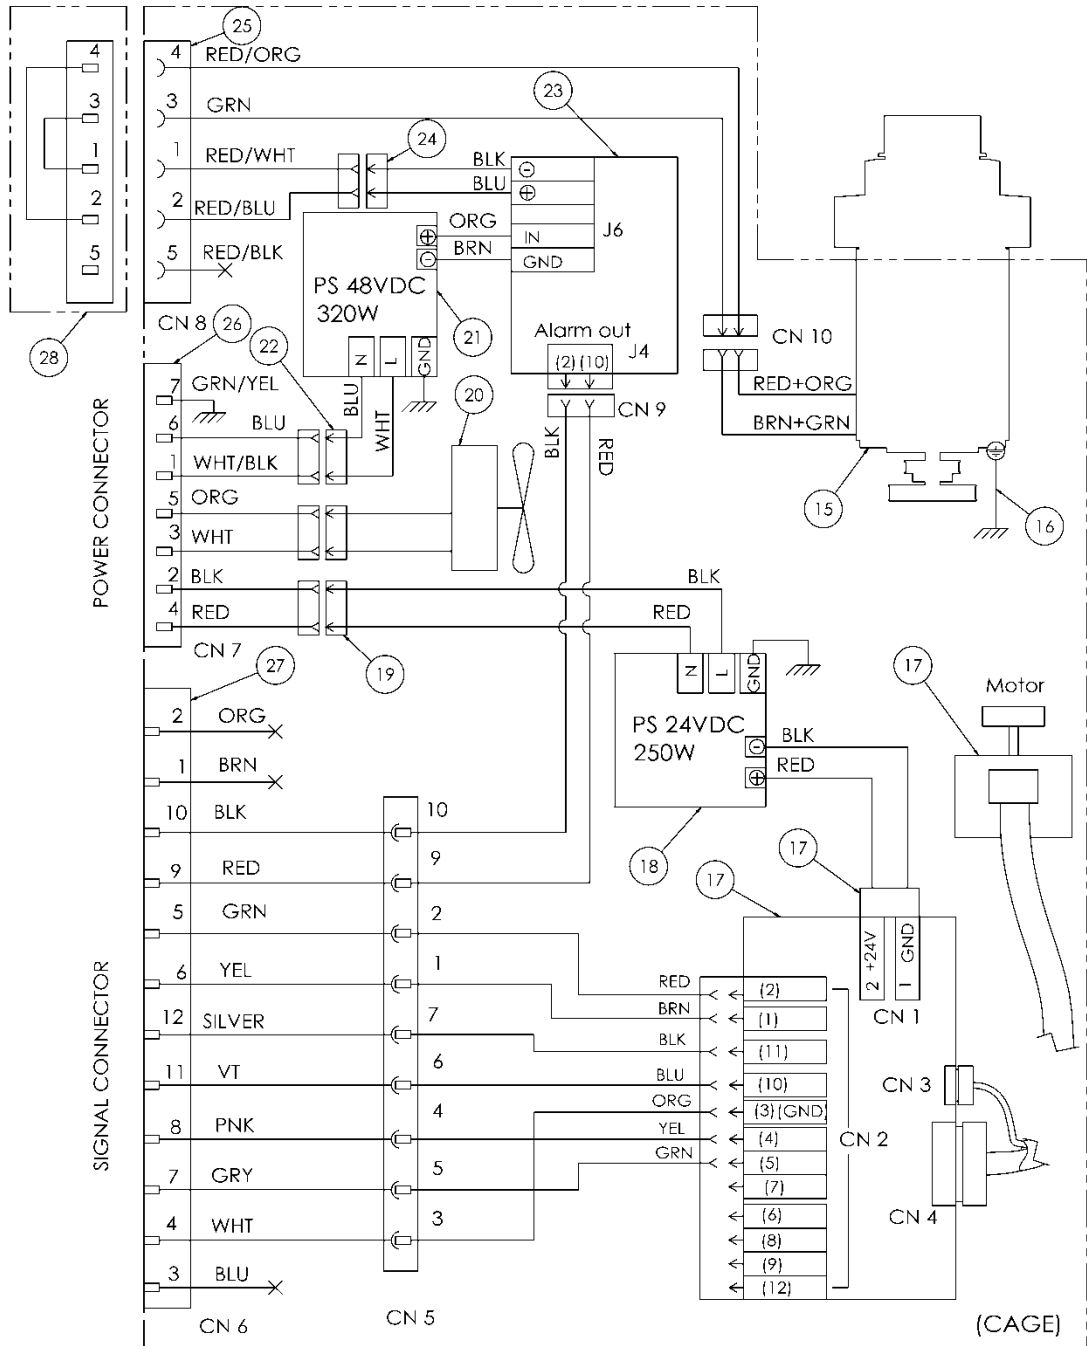 25
4
4 RED/ORG
3
3 GRN
23
1
1 RED/WHT
24
BLK
BLU
2
2 RED/BLU
ORG
IN
J6
5
5 RED/BLK
BRN
GND
PS 48VDC
320W
21
28
CN 8
26
22
N
L
GND
Alarm out
J4
(2) (10)
CN 9
CN 10
RED+ORG
BRN+GRN
POWER CONNECTOR
7 GRN/YEL
6 BLU
BLU
WHT
20
BLK
RED
1 WHT/BLK
5 ORG
3 WHT
15
16
2 BLK
BLK
4 RED
RED
CN 7
19
27
N
L
GND
PS 24VDC
250W
BLK
RED
18
17
Motor
17
17
SIGNAL CONNECTOR
2 ORG
1 BRN
10 BLK
10
9 RED
9
5 GRN
2
6 YEL
1
12 SILVER
7
11 VT
6
8 PNK
4
7 GRY
5
4 WHT
3
3 BLU
CN 6
CN 5
2 +24V
1 GND
CN 1
RED
(2)
BRN
(1)
BLK
(11)
BLU
(10)
ORG
(3)(GND)
YEL
(4)
GRN
(5)
(7)
(6)
(8)
(9)
(12)
CN 2
CN 3
CN 4
(CAGE)